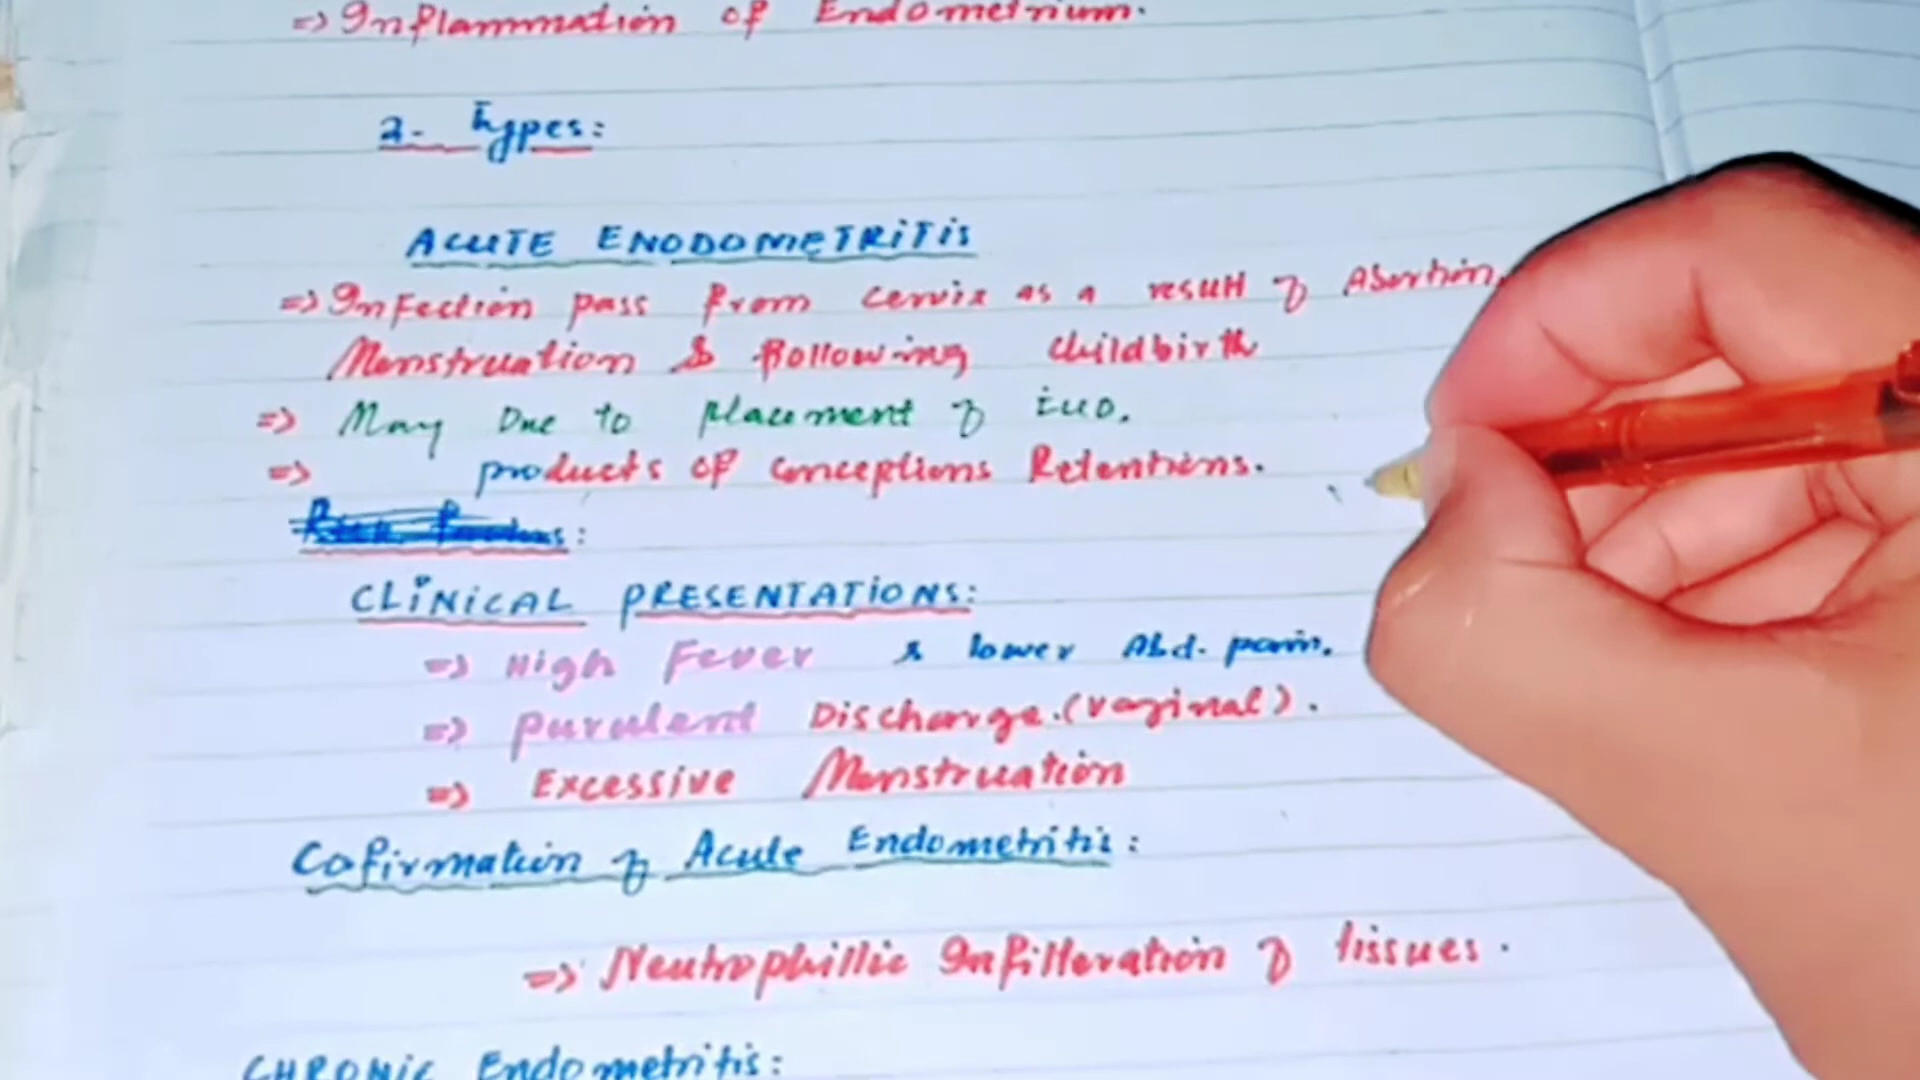 => Inflammation of Endometrium.
2- Types:
ACUTE ENODOMETRITIS
=> Infection pass from cervix as a result of Abortion,
Menstruation & following childbirth
=> May Due to placement of IUD.
=> products of conceptions Retentions.
CLINICAL PRESENTATIONS:
=> High Fever & lower Abd. pain.
=> purulent Discharge. (vaginal).
=> Excessive Menstruation
Cofirmation of Acute Endometritis:
=> Neutrophillic Infilteration of tissues.
CHRONIC Endometritis: